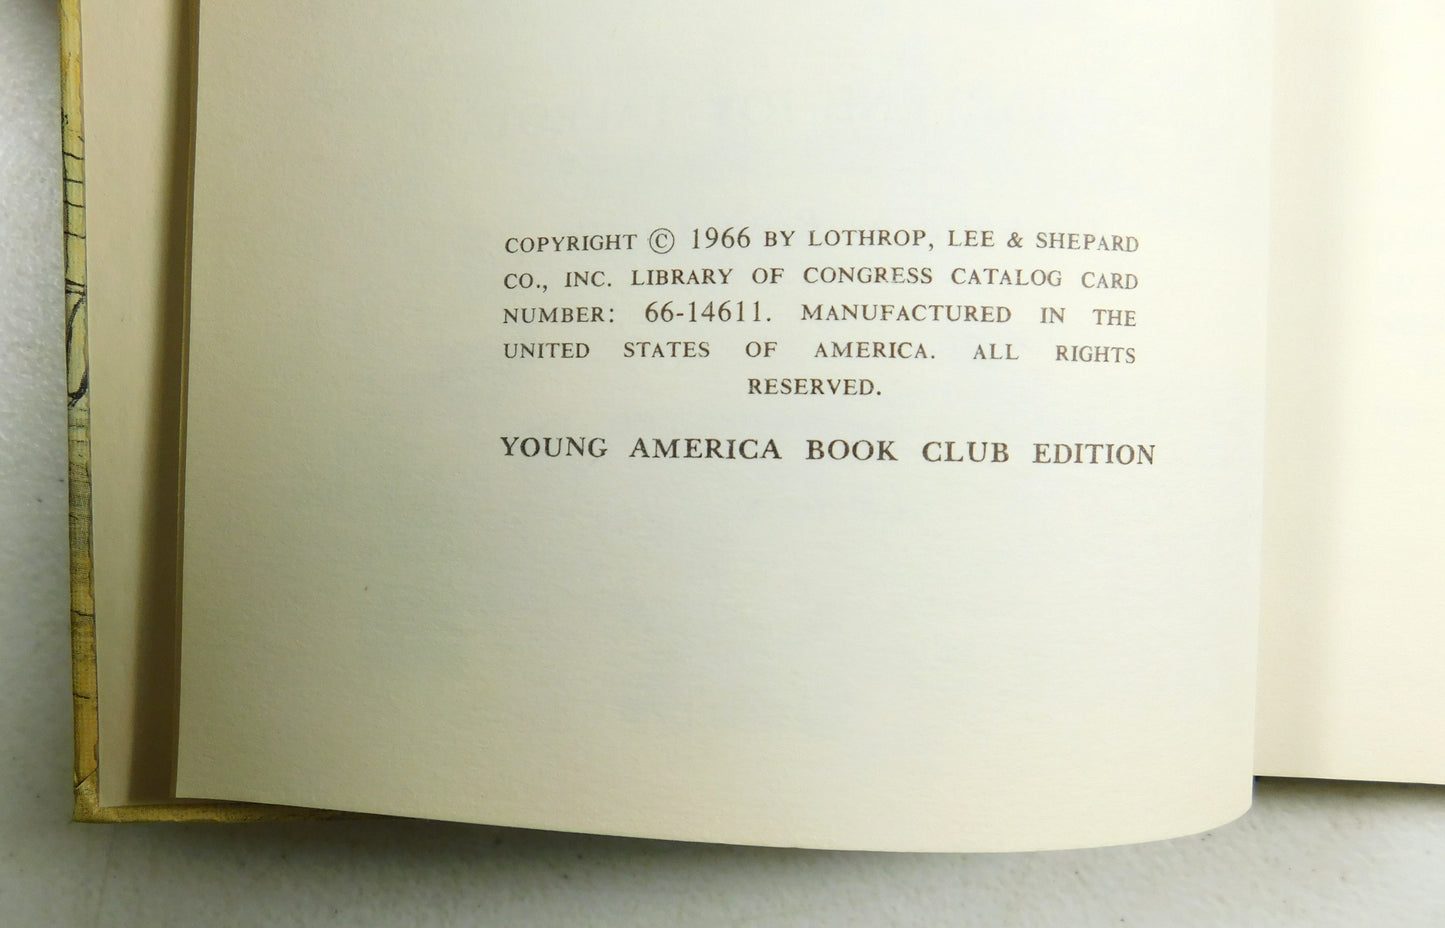 COPYRIGHT © 1966 BY LOTHROP, LEE & SHEPARD
CO., INC. LIBRARY OF CONGRESS CATALOG CARD
NUMBER: 66-14611. MANUFACTURED IN THE
UNITED STATES OF AMERICA. ALL RIGHTS
RESERVED.
YOUNG AMERICA BOOK CLUB EDITION